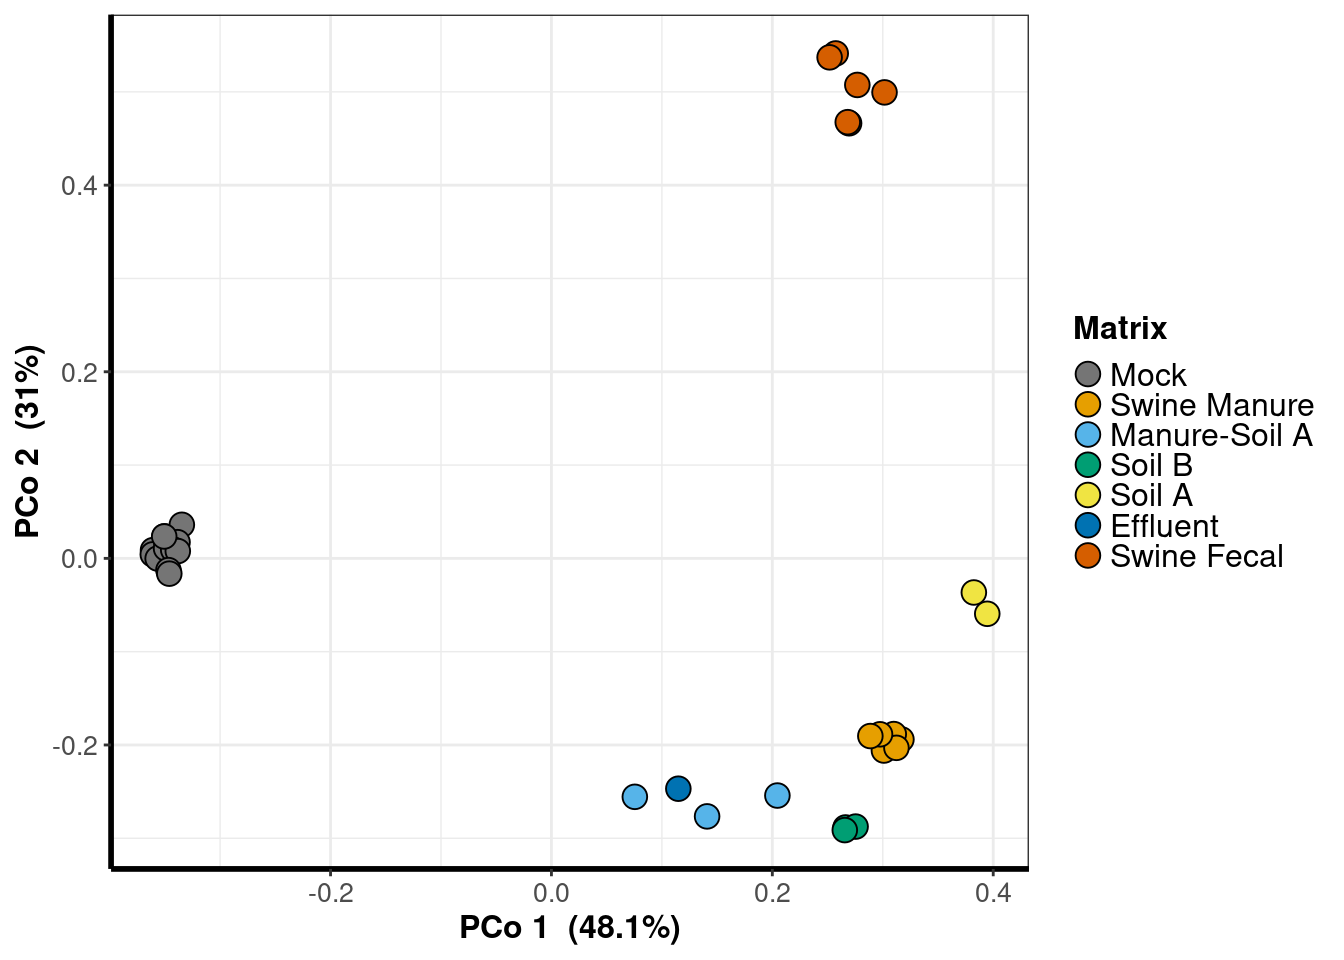 0.4
0.2
0.0
-0.2
PCo 2 (31%)
-0.2 0.0 0.2 0.4
PCo 1 (48.1%)
Matrix
Mock
Swine Manure
Manure-Soil A
Soil B
Soil A
Effluent
Swine Fecal